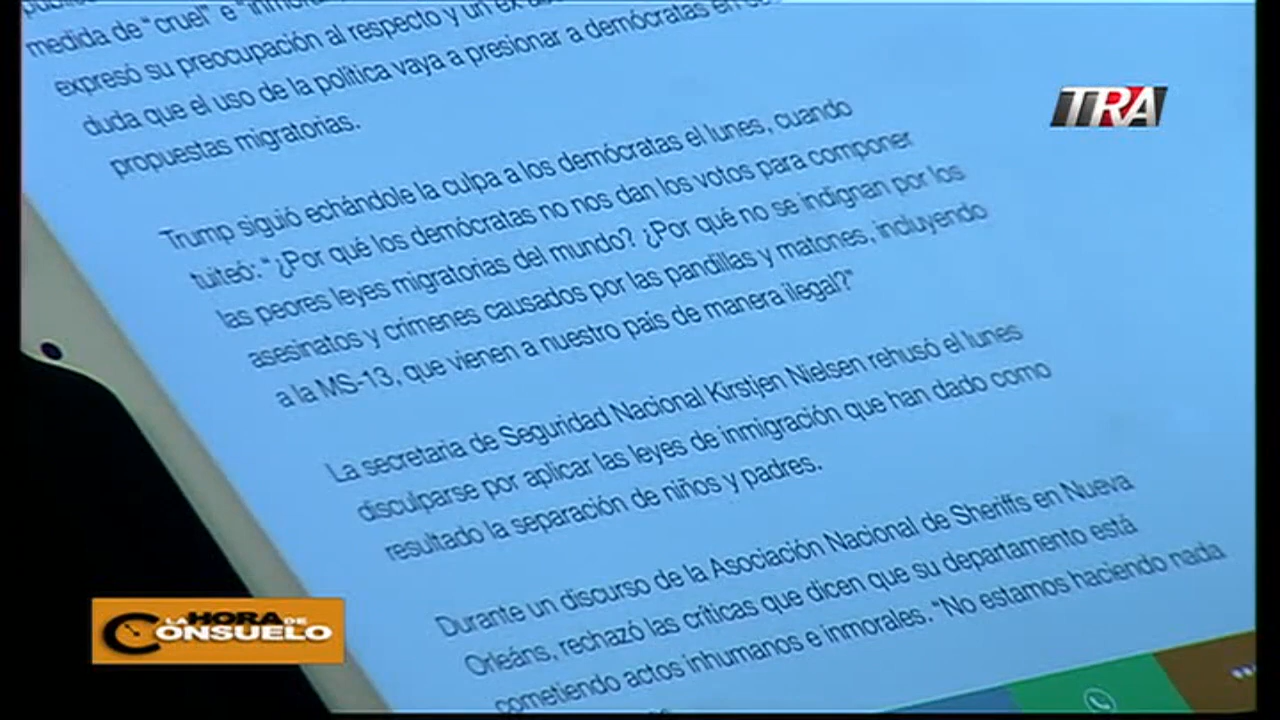 medida de "cruel" e
expresó su preocupación al respecto y un ex
duda que el uso de la política vaya a presionar a demócratas en
propuestas migratorias.
Trump siguió echándole la culpa a los demócratas el lunes, cuando
tuiteó: "¿Por qué los demócratas no nos dan los votos para componer
las peores leyes migratorias del mundo? ¿Por qué no se indignan por los
asesinatos y crímenes causados por las pandillas y matones, incluyendo
a la MS-13, que vienen a nuestro país de manera ilegal?"
La secretaria de Seguridad Nacional Kirstjen Nielsen rehusó el lunes
disculparse por aplicar las leyes de inmigración que han dado como
resultado la separación de niños y padres.
Durante un discurso de la Asociación Nacional de Sheriffs en Nueva
Orleáns, rechazó las críticas que dicen que su departamento está
cometiendo actos inhumanos e inmorales. "No estamos haciendo nada
TRA
LA HORA DE
CONSUELO